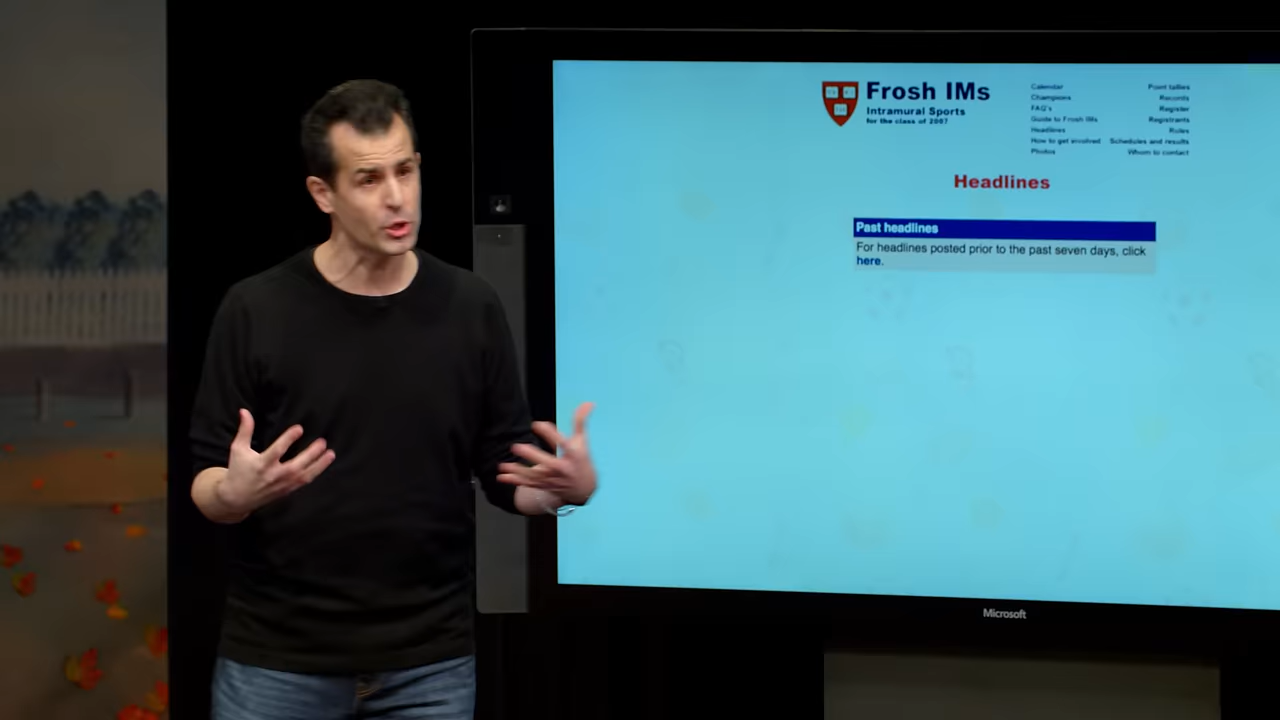 Frosh IMs
Intramural Sports
for the class of 2007
Calendar
Champions
FAQ's
Guide to Frosh IMs
Headlines
How to get involved
Photos
Point tallies
Records
Register
Registrants
Rules
Schedules and results
Whom to contact
Headlines
Past headlines
For headlines posted prior to the past seven days, click
here.
Microsoft